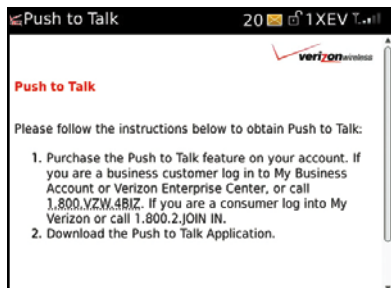 Push to Talk 20 1XEV
verizonwireless
Push to Talk
Please follow the instructions below to obtain Push to Talk:
1. Purchase the Push to Talk feature on your account. If
you are a business customer log in to My Business
Account or Verizon Enterprise Center, or call
1.800.VZW.4BIZ. If you are a consumer log into My
Verizon or call 1.800.2.JOIN IN.
2. Download the Push to Talk Application.